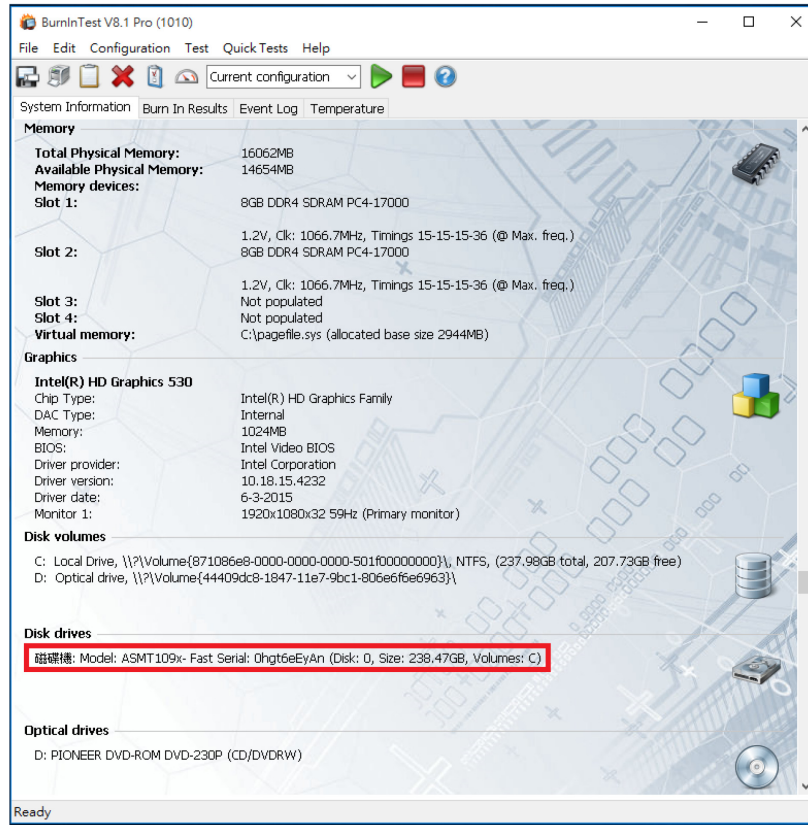 BurnInTest V8.1 Pro (1010)
File Edit Configuration Test Quick Tests Help
Current configuration
System Information Burn In Results Event Log Temperature
Memory
Total Physical Memory: 16062MB
Available Physical Memory: 14654MB
Memory devices:
Slot 1: 8GB DDR4 SDRAM PC4-17000
1.2V, Clk: 1066.7MHz, Timings 15-15-15-36 (@ Max. freq.)
Slot 2: 8GB DDR4 SDRAM PC4-17000
1.2V, Clk: 1066.7MHz, Timings 15-15-15-36 (@ Max. freq.)
Slot 3: Not populated
Slot 4: Not populated
Virtual memory: C:\pagefile.sys (allocated base size 2944MB)
Graphics
Intel(R) HD Graphics 530
Chip Type: Intel(R) HD Graphics Family
DAC Type: Internal
Memory: 1024MB
BIOS: Intel Video BIOS
Driver provider: Intel Corporation
Driver version: 10.18.15.4232
Driver date: 6-3-2015
Monitor 1: 1920x1080x32 59Hz (Primary monitor)
Disk volumes
C: Local Drive, \\?\Volume{871086e8-0000-0000-0000-501f00000000}\, NTFS, (237.98GB total, 207.73GB free)
D: Optical drive, \\?\Volume{44409dc8-1847-11e7-9bc1-806e6f6e6963}\
Disk drives
磁碟機: Model: ASMT109x- Fast Serial: 0hgt6eEyAn (Disk: 0, Size: 238.47GB, Volumes: C)
Optical drives
D: PIONEER DVD-ROM DVD-230P (CD/DVDRW)
Ready